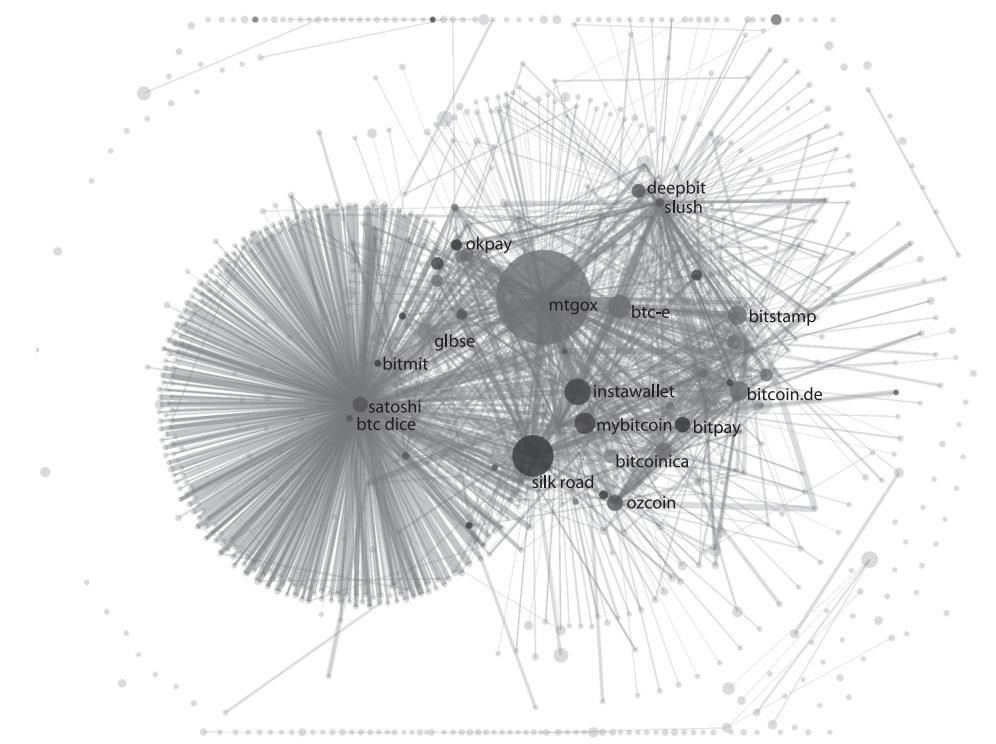 deepbit
slush
okpay
mtgox
btc-e
bitstamp
glbse
bitmit
instawallet
bitcoin.de
satoshi
btc dice
mybitcoin
bitpay
bitcoinica
silk road
ozcoin